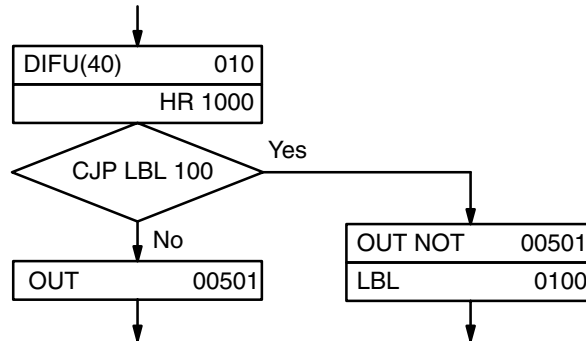 DIFU(40) 010
HR 1000
CJP LBL 100
Yes
No
OUT NOT 00501
LBL 0100
OUT 00501